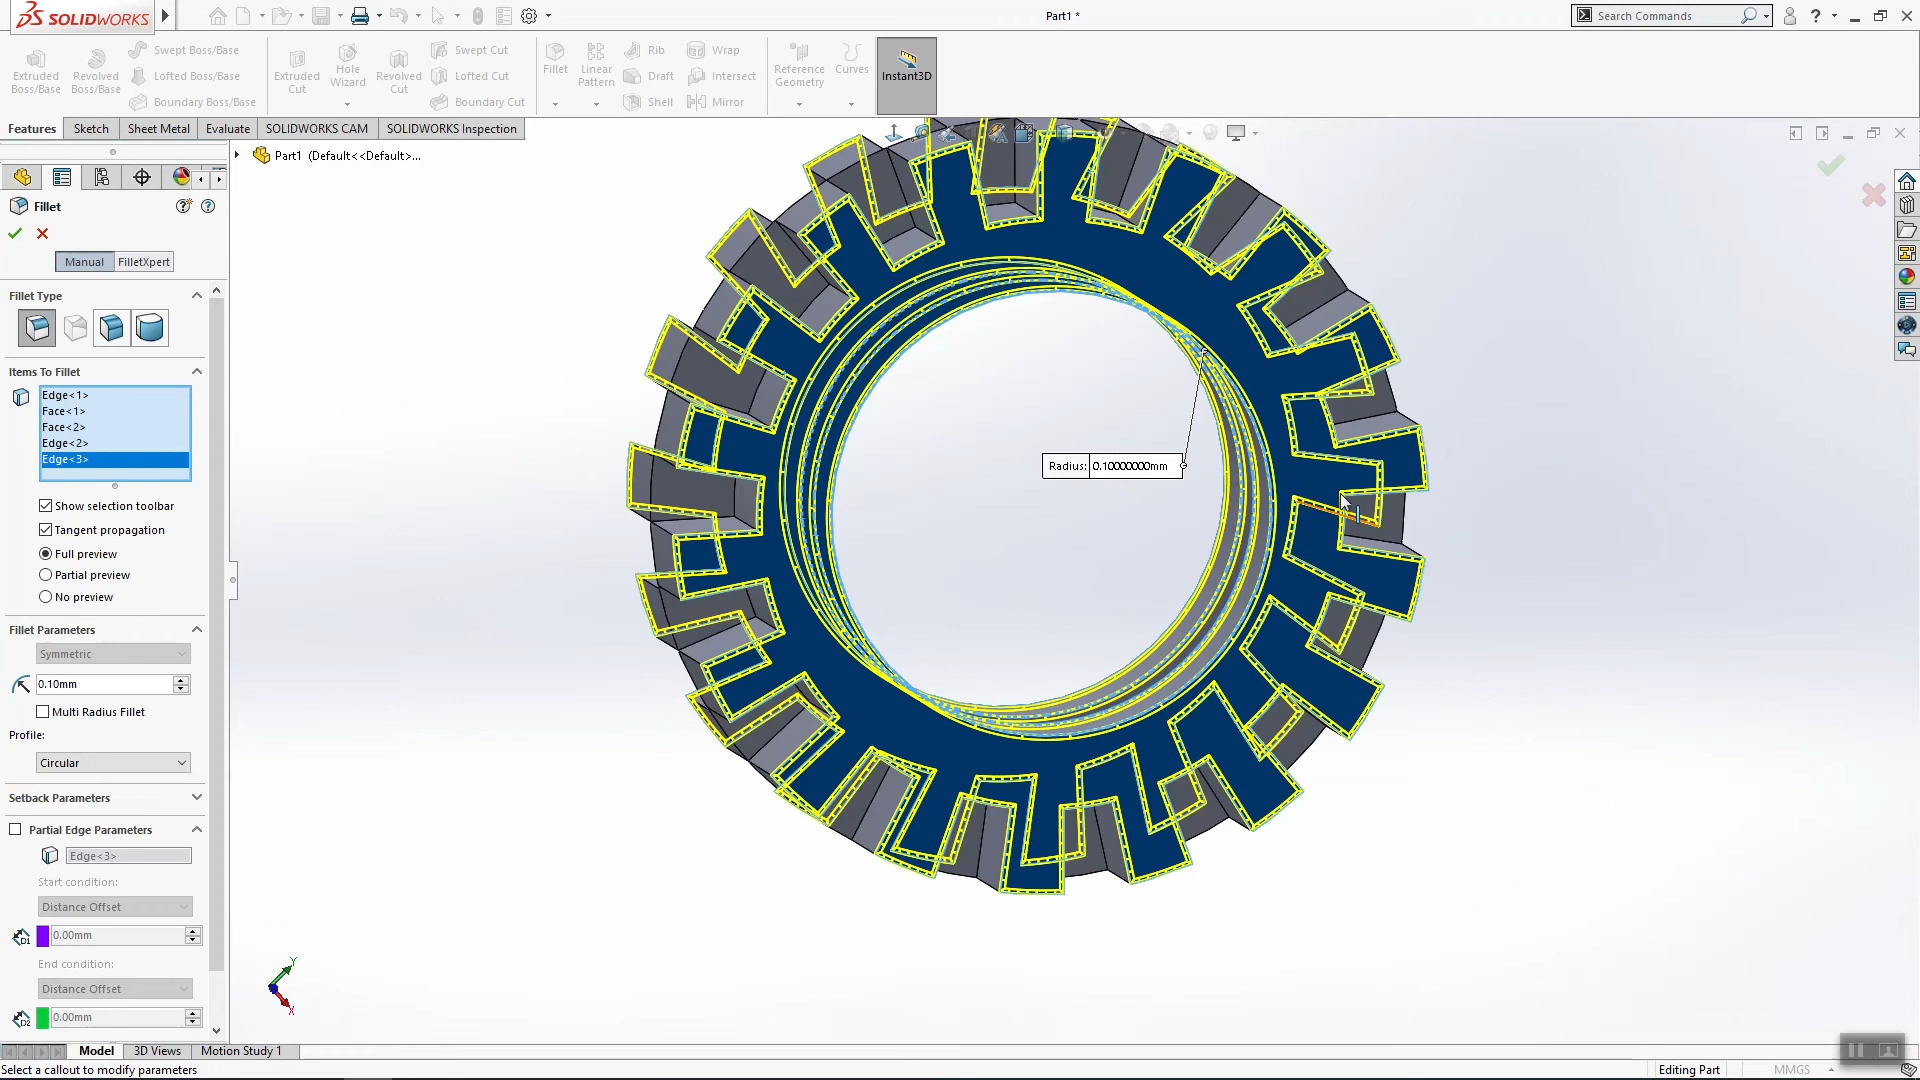 SOLIDWORKS
Part1 *
Search Commands
Extruded Boss/Base
Revolved Boss/Base
Swept Boss/Base
Lofted Boss/Base
Boundary Boss/Base
Extruded Cut
Hole Wizard
Revolved Cut
Swept Cut
Lofted Cut
Boundary Cut
Fillet
Linear Pattern
Rib
Draft
Shell
Wrap
Intersect
Mirror
Reference Geometry
Curves
Instant3D
Features
Sketch
Sheet Metal
Evaluate
SOLIDWORKS CAM
SOLIDWORKS Inspection
Part1 (Default<<Default>...
Fillet
Manual
FilletXpert
Fillet Type
Items To Fillet
Edge<1>
Face<1>
Face<2>
Edge<2>
Edge<3>
Show selection toolbar
Tangent propagation
Full preview
Partial preview
No preview
Fillet Parameters
Symmetric
0.10mm
Multi Radius Fillet
Profile:
Circular
Setback Parameters
Partial Edge Parameters
Edge<3>
Start condition:
Distance Offset
D1
0.00mm
End condition:
Distance Offset
D2
0.00mm
Radius: 0.10000000mm
Y
X
Model
3D Views
Motion Study 1
Select a callout to modify parameters
Editing Part
MMGS